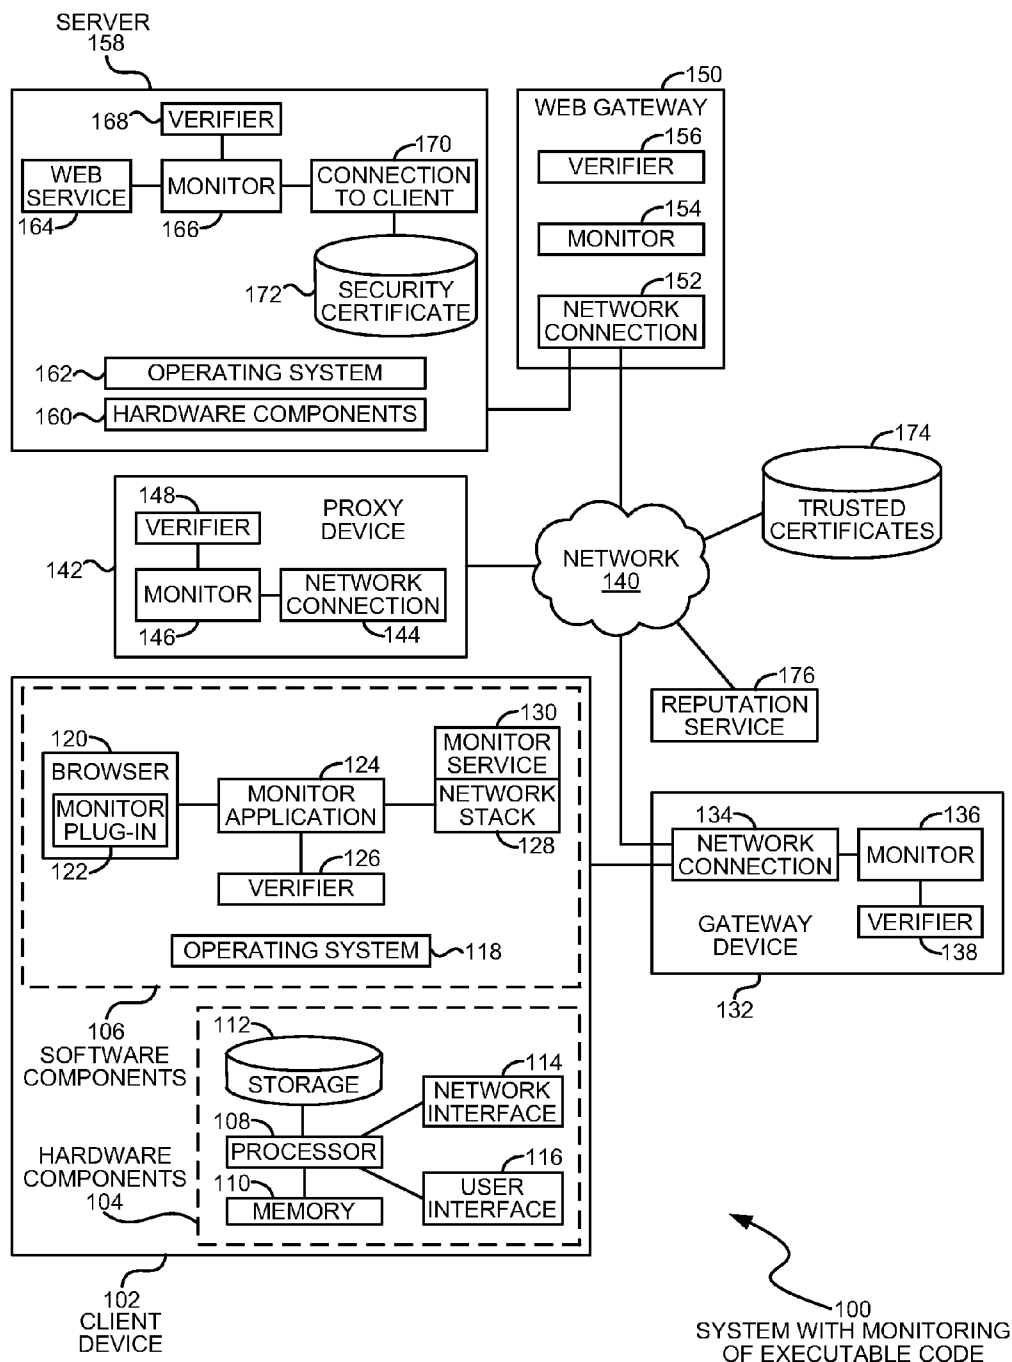 SERVER
158
168
VERIFIER
WEB
SERVICE
164
MONITOR
166
170
CONNECTION
TO CLIENT
172
SECURITY
CERTIFICATE
162
OPERATING SYSTEM
160
HARDWARE COMPONENTS
150
WEB GATEWAY
156
VERIFIER
154
MONITOR
152
NETWORK
CONNECTION
174
TRUSTED
CERTIFICATES
148
VERIFIER
PROXY
DEVICE
142
MONITOR
146
NETWORK
CONNECTION
144
NETWORK
140
176
REPUTATION
SERVICE
120
BROWSER
MONITOR
PLUG-IN
122
124
MONITOR
APPLICATION
126
VERIFIER
130
MONITOR
SERVICE
NETWORK
STACK
128
OPERATING SYSTEM
118
134
NETWORK
CONNECTION
136
MONITOR
VERIFIER
138
GATEWAY
DEVICE
132
106
SOFTWARE
COMPONENTS
112
STORAGE
114
NETWORK
INTERFACE
108
PROCESSOR
116
USER
INTERFACE
110
MEMORY
HARDWARE
COMPONENTS
104
102
CLIENT
DEVICE
100
SYSTEM WITH MONITORING
OF EXECUTABLE CODE